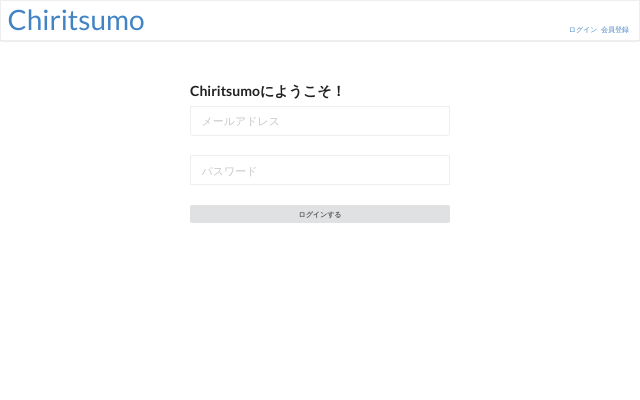 Chiritsumo
ログイン 会員登録
Chiritsumoにようこそ！
メールアドレス
パスワード
ログインする